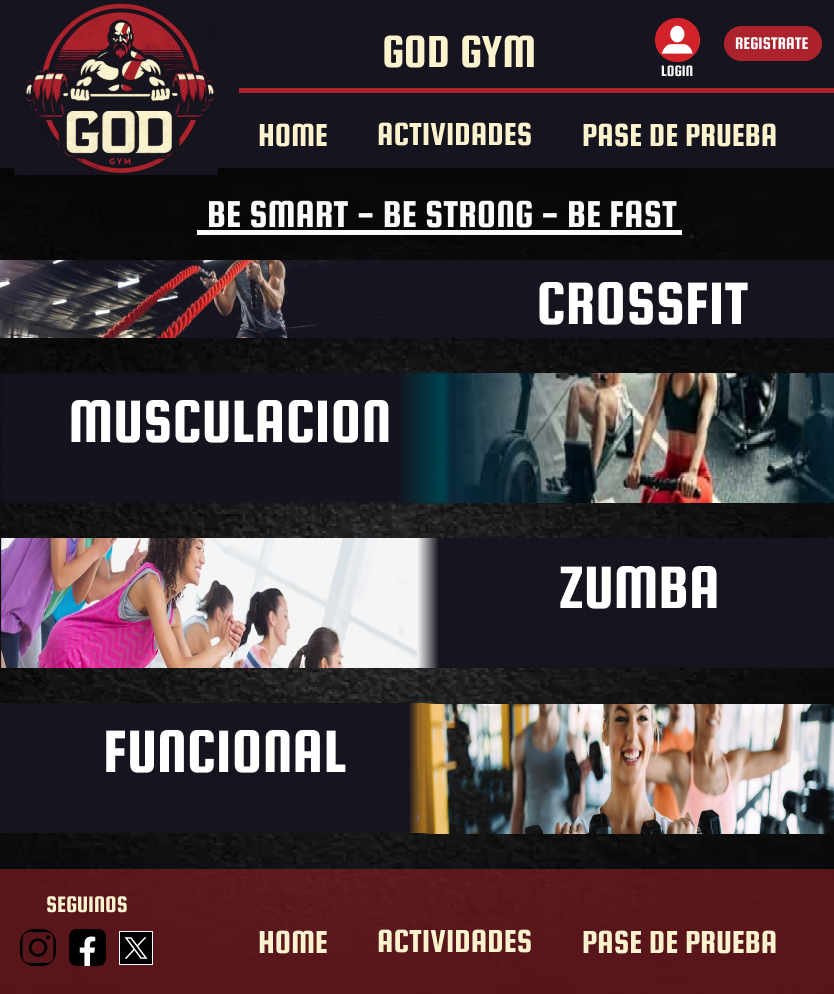 GOD
GYM
GOD GYM
LOGIN
REGISTRATE
HOME
ACTIVIDADES
PASE DE PRUEBA
BE SMART - BE STRONG - BE FAST
CROSSFIT
MUSCULACION
ZUMBA
FUNCIONAL
SEGUINOS
HOME
ACTIVIDADES
PASE DE PRUEBA